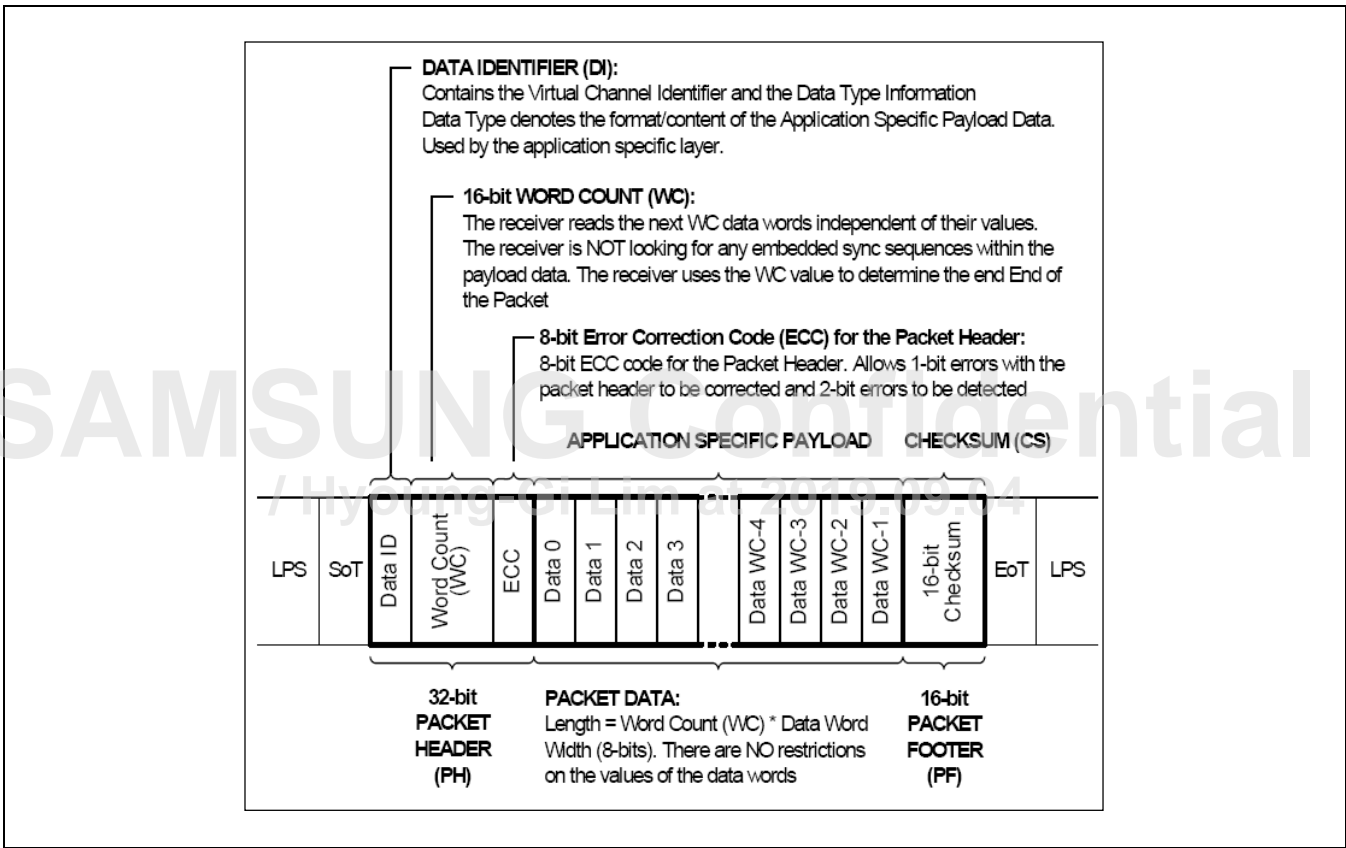 DATA IDENTIFIER (DI):
Contains the Virtual Channel Identifier and the Data Type Information
Data Type denotes the format/content of the Application Specific Payload Data.
Used by the application specific layer.
16-bit WORD COUNT (WC):
The receiver reads the next WC data words independent of their values.
The receiver is NOT looking for any embedded sync sequences within the
payload data. The receiver uses the WC value to determine the end End of
the Packet
8-bit Error Correction Code (ECC) for the Packet Header:
8-bit ECC code for the Packet Header. Allows 1-bit errors with the
packet header to be corrected and 2-bit errors to be detected
SAMSUNG Confidential
APPLICATION SPECIFIC PAYLOAD
CHECKSUM (CS)
/ Hyoung-Gi Lim at 2019.09.04
LPS
SoT
Data ID
Word Count
(WC)
ECC
Data 0
Data 1
Data 2
Data 3
Data WC-4
Data WC-3
Data WC-2
Data WC-1
16-bit
Checksum
EoT
LPS
32-bit
PACKET
HEADER
(PH)
PACKET DATA:
Length = Word Count (WC) * Data Word
Width (8-bits). There are NO restrictions
on the values of the data words
16-bit
PACKET
FOOTER
(PF)